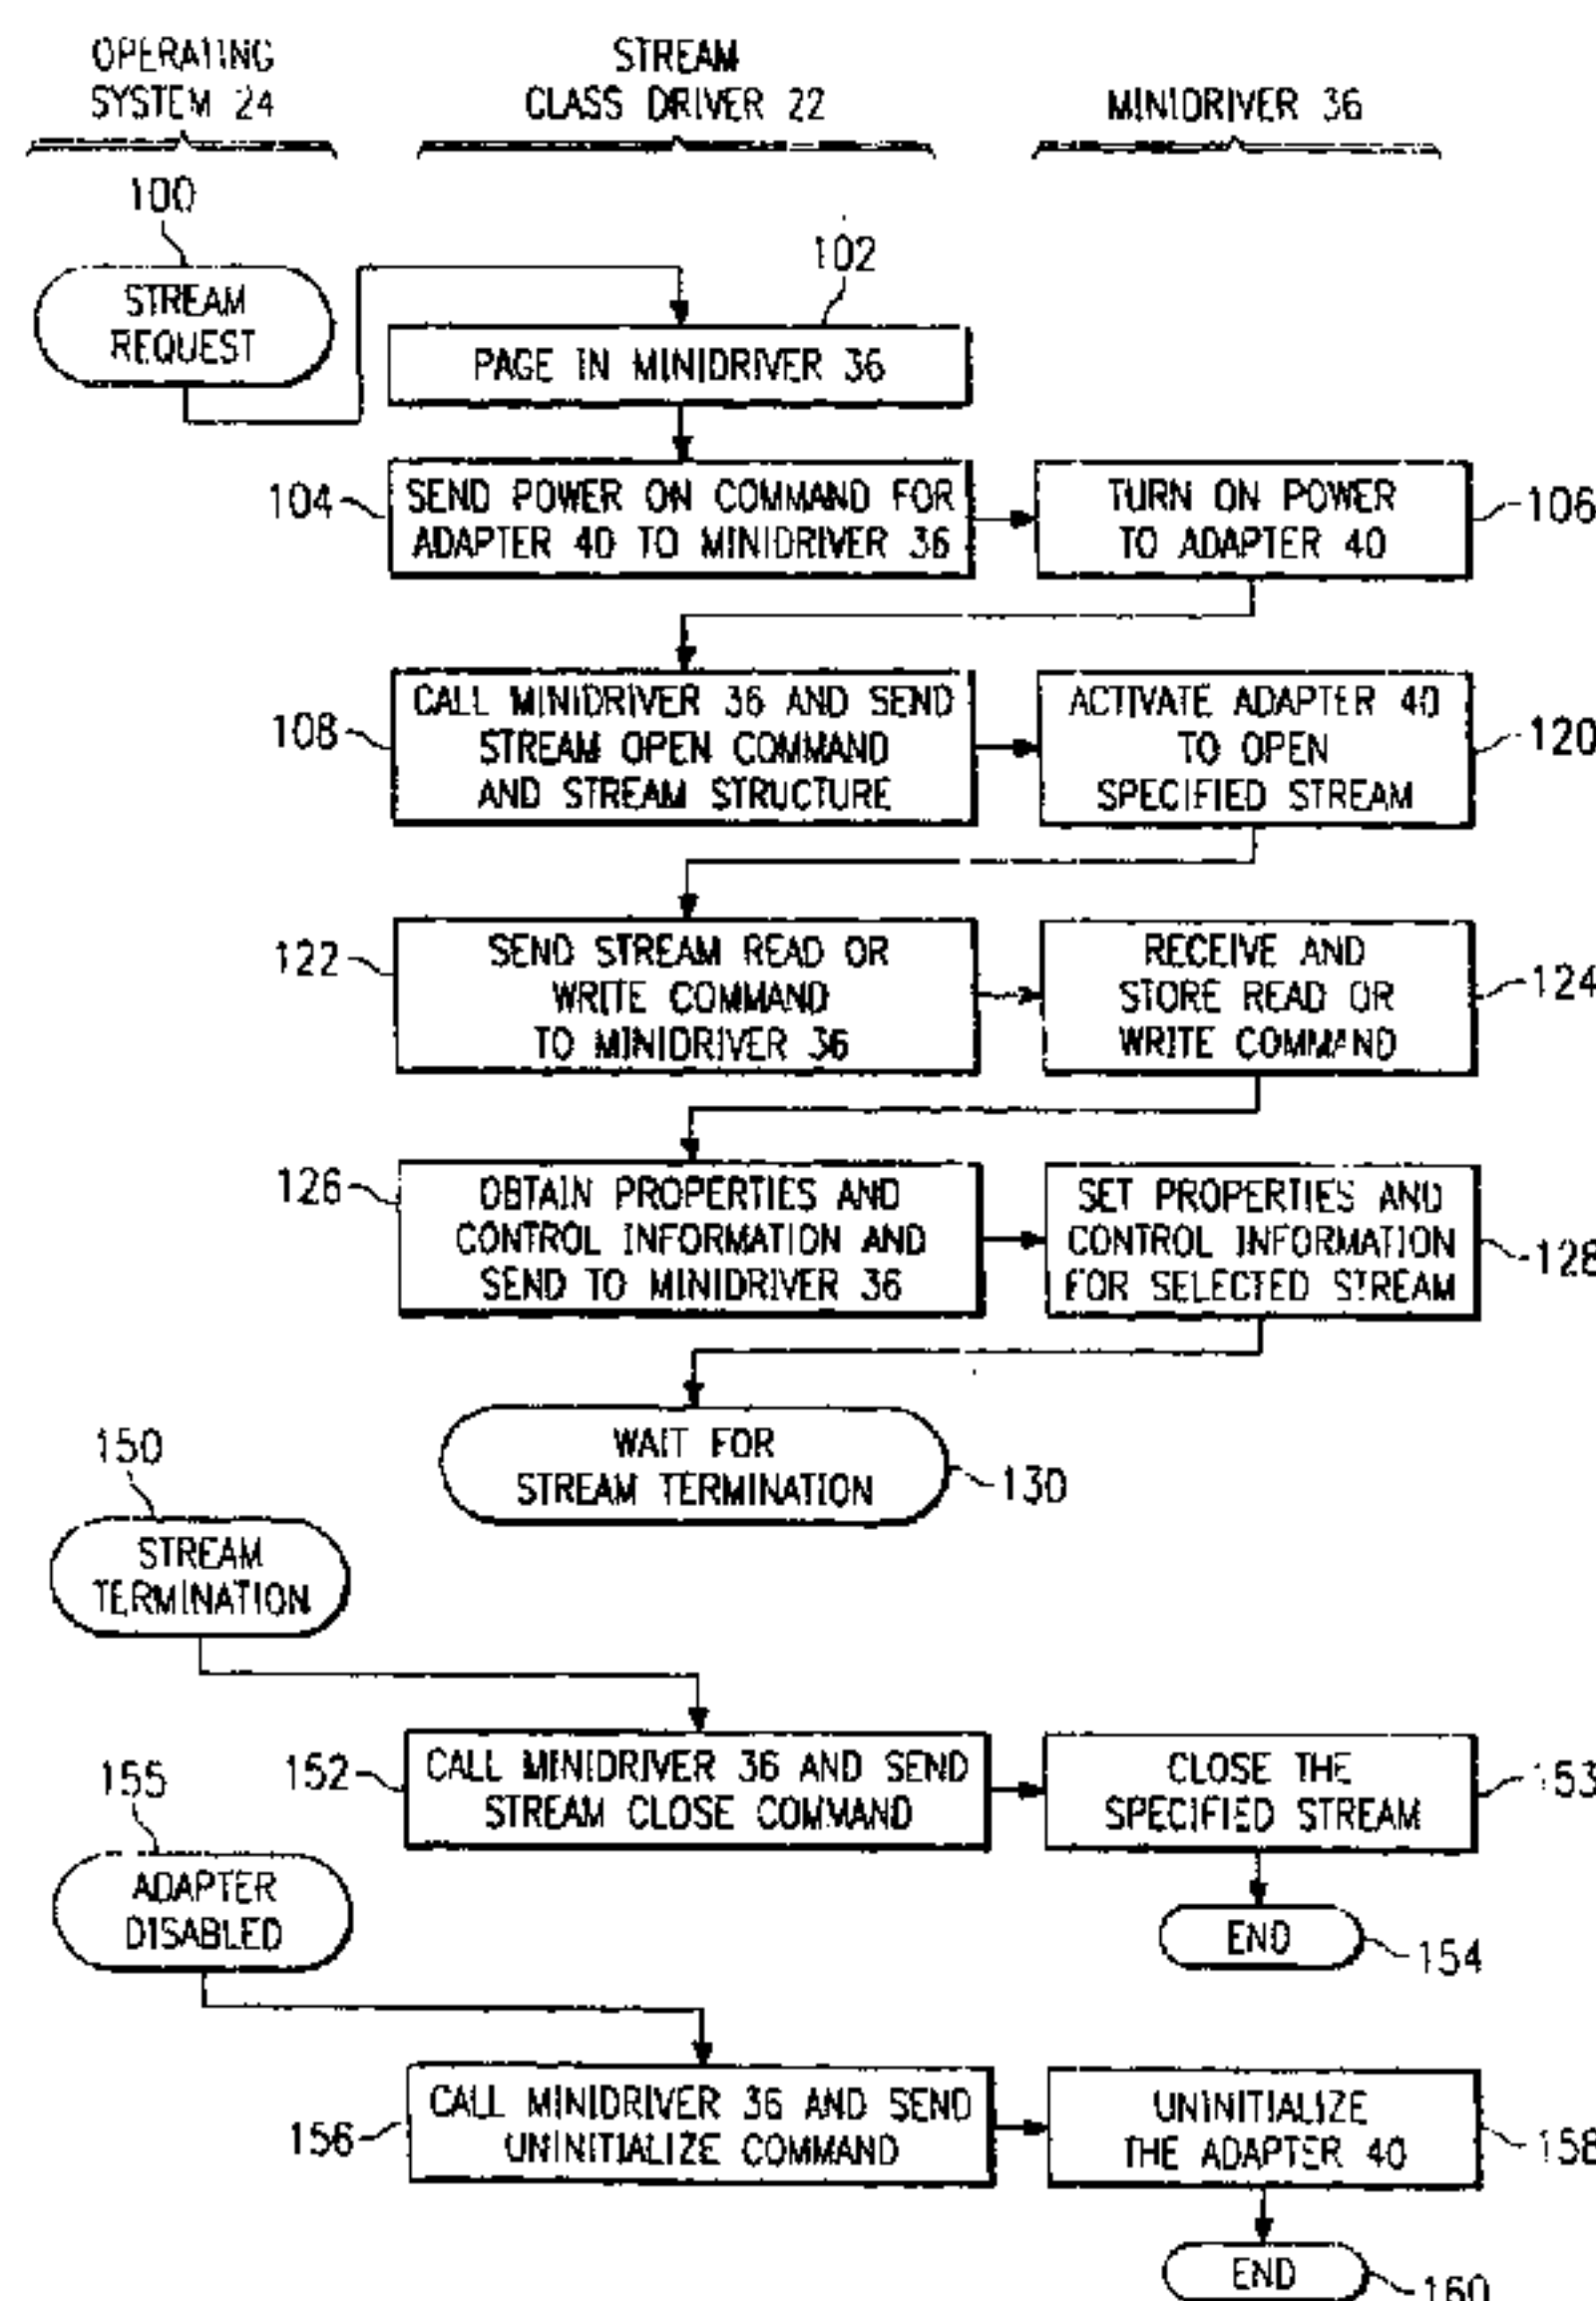 OPERATING
SYSTEM 24
STREAM
CLASS DRIVER 22
MINIDRIVER 36
100
STREAM
REQUEST
102
PAGE IN MINIDRIVER 36
104
SEND POWER ON COMMAND FOR
ADAPTER 40 TO MINIDRIVER 36
TURN ON POWER
TO ADAPTER 40
106
108
CALL MINIDRIVER 36 AND SEND
STREAM OPEN COMMAND
AND STREAM STRUCTURE
ACTIVATE ADAPTER 40
TO OPEN
SPECIFIED STREAM
120
122
SEND STREAM READ OR
WRITE COMMAND
TO MINIDRIVER 36
RECEIVE AND
STORE READ OR
WRITE COMMAND
124
126
OBTAIN PROPERTIES AND
CONTROL INFORMATION AND
SEND TO MINIDRIVER 36
SET PROPERTIES AND
CONTROL INFORMATION
FOR SELECTED STREAM
128
WAIT FOR
STREAM TERMINATION
130
150
STREAM
TERMINATION
152
CALL MINIDRIVER 36 AND SEND
STREAM CLOSE COMMAND
CLOSE THE
SPECIFIED STREAM
153
155
ADAPTER
DISABLED
END
154
156
CALL MINIDRIVER 36 AND SEND
UNINITIALIZE COMMAND
UNINITIALIZE
THE ADAPTER 40
158
END
160